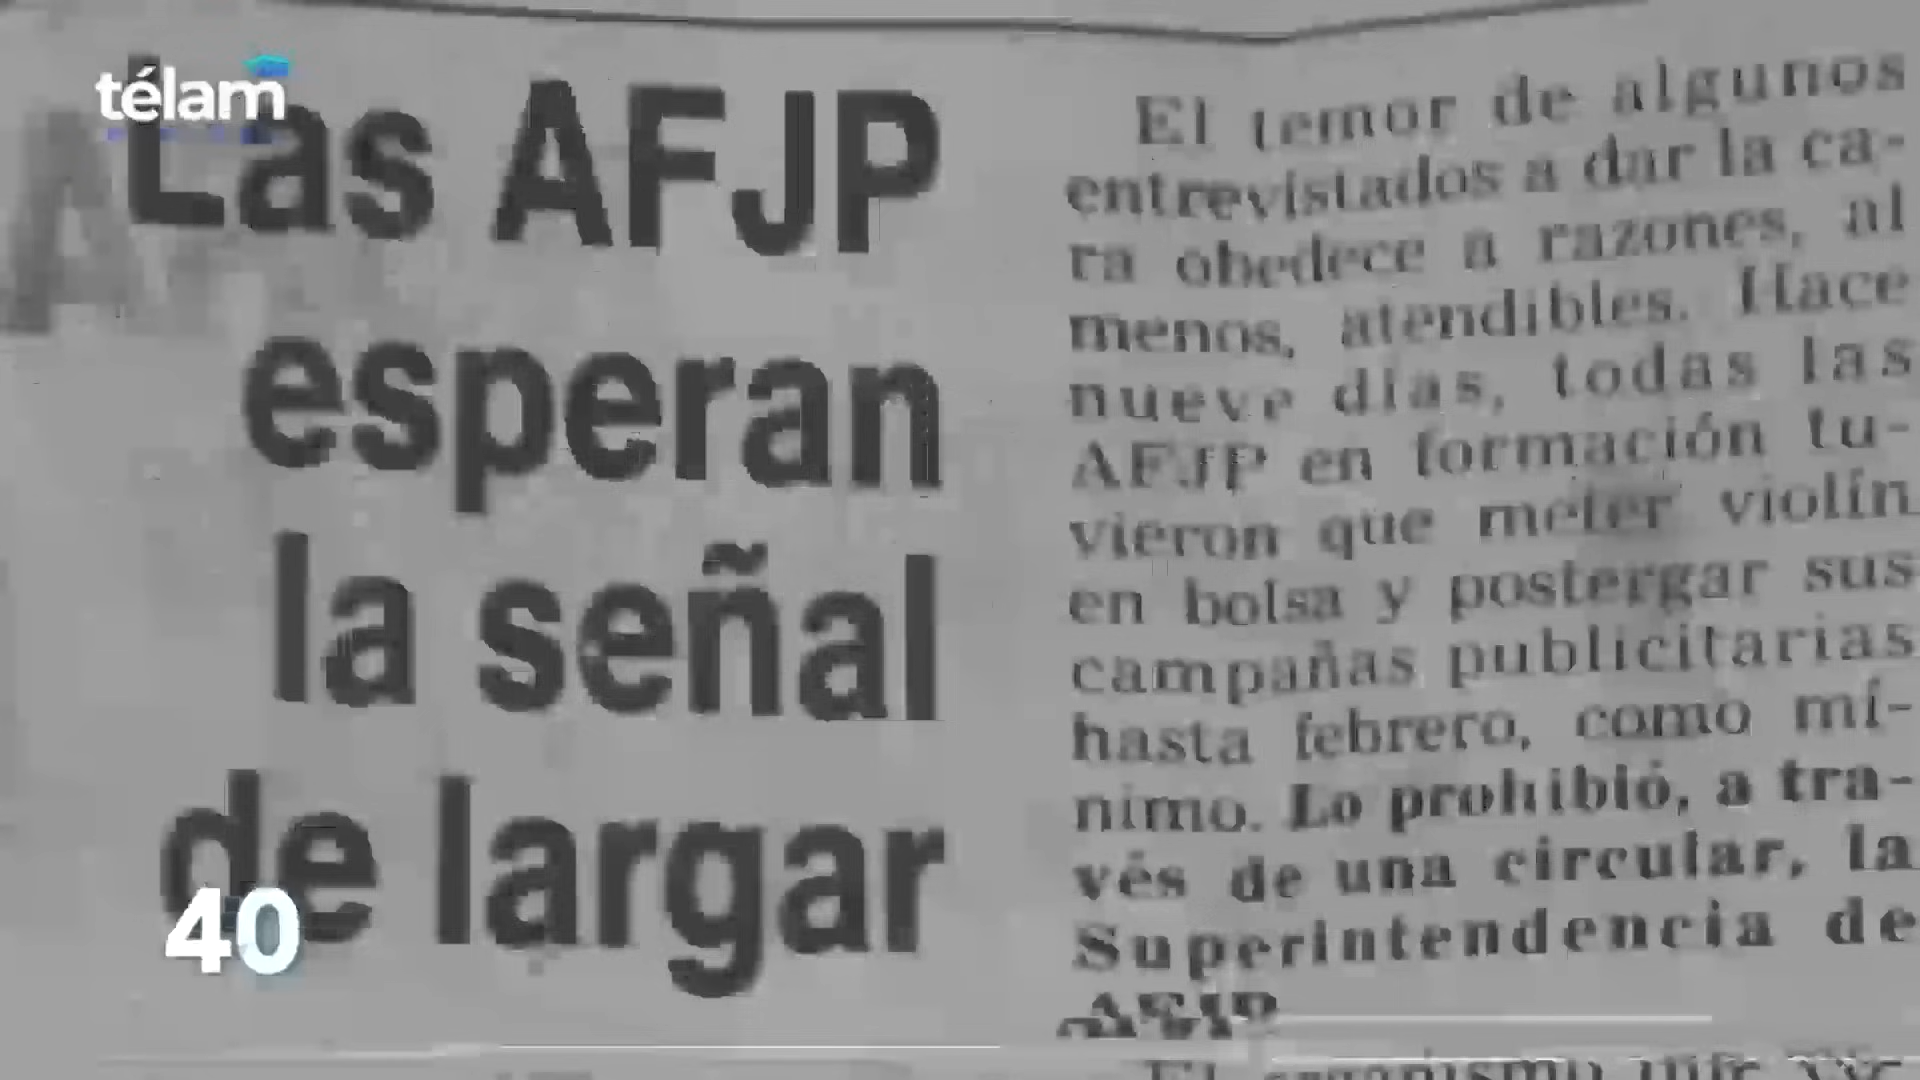 télam
Las AFJP
esperan
la señal
de largar
40
El temor de algunos
entrevistados a dar la ca-
ra obedece a razones, al
menos, atendibles. Hace
nueve días, todas las
AFJP en formación tu-
vieron que meter violín
en bolsa y postergar sus
campañas publicitarias
hasta febrero, como mí-
nimo. Lo prohibió, a tra-
vés de una circular, la
Superintendencia de
AFJP
El organismo